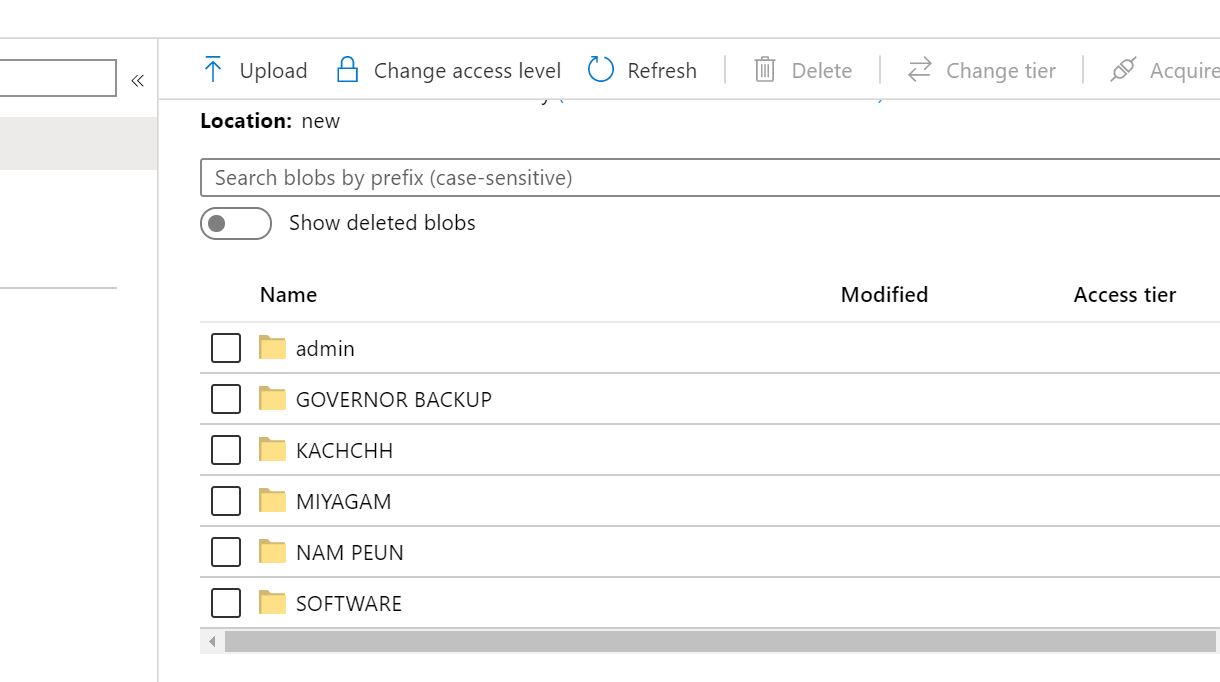 Upload Change access level Refresh Delete Change tier Acquire
Location: new
Search blobs by prefix (case-sensitive)
Show deleted blobs
Name Modified Access tier
admin
GOVERNOR BACKUP
KACHCHH
MIYAGAM
NAM PEUN
SOFTWARE